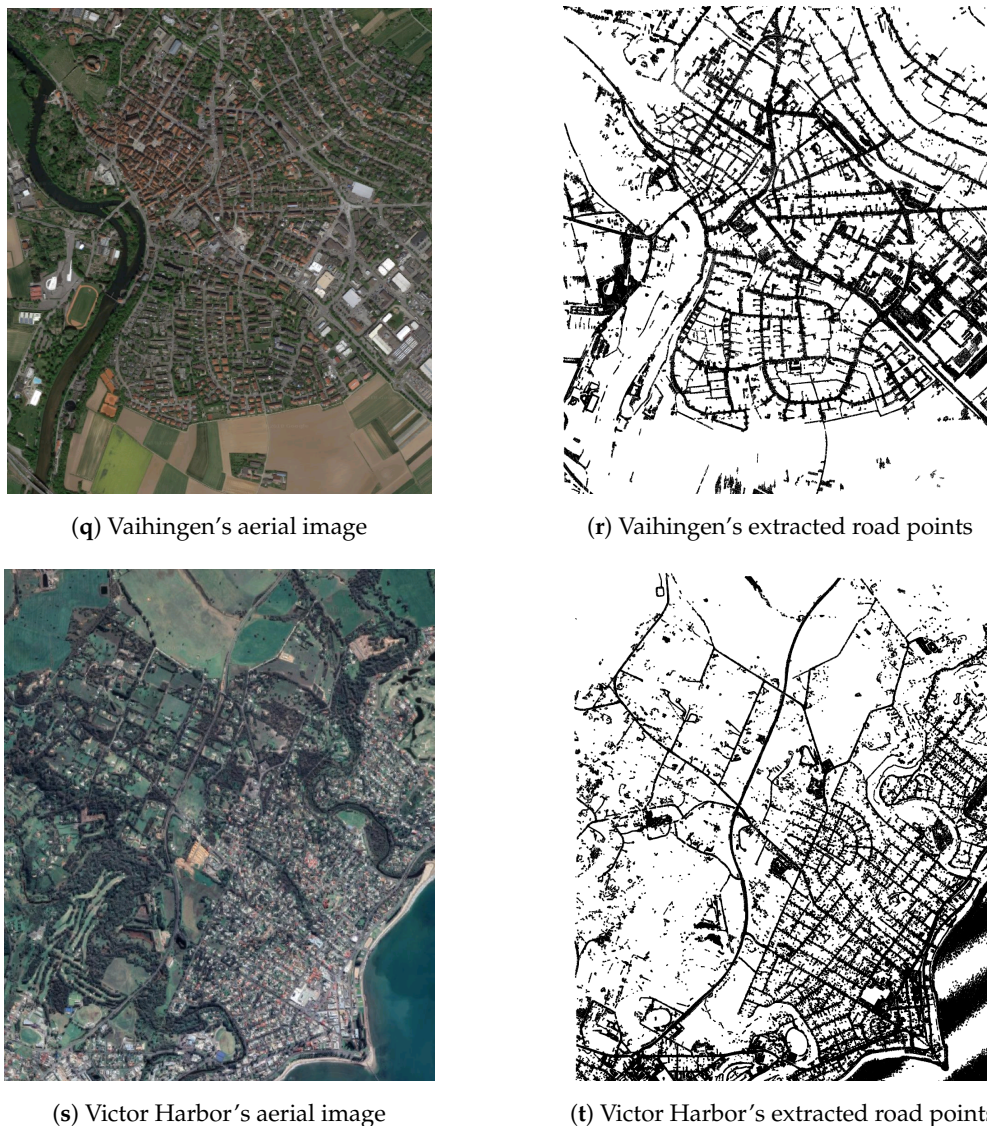 (q) Vaihingen’s aerial image
(r) Vaihingen’s extracted road points
(s) Victor Harbor’s aerial image
(t) Victor Harbor’s extracted road points